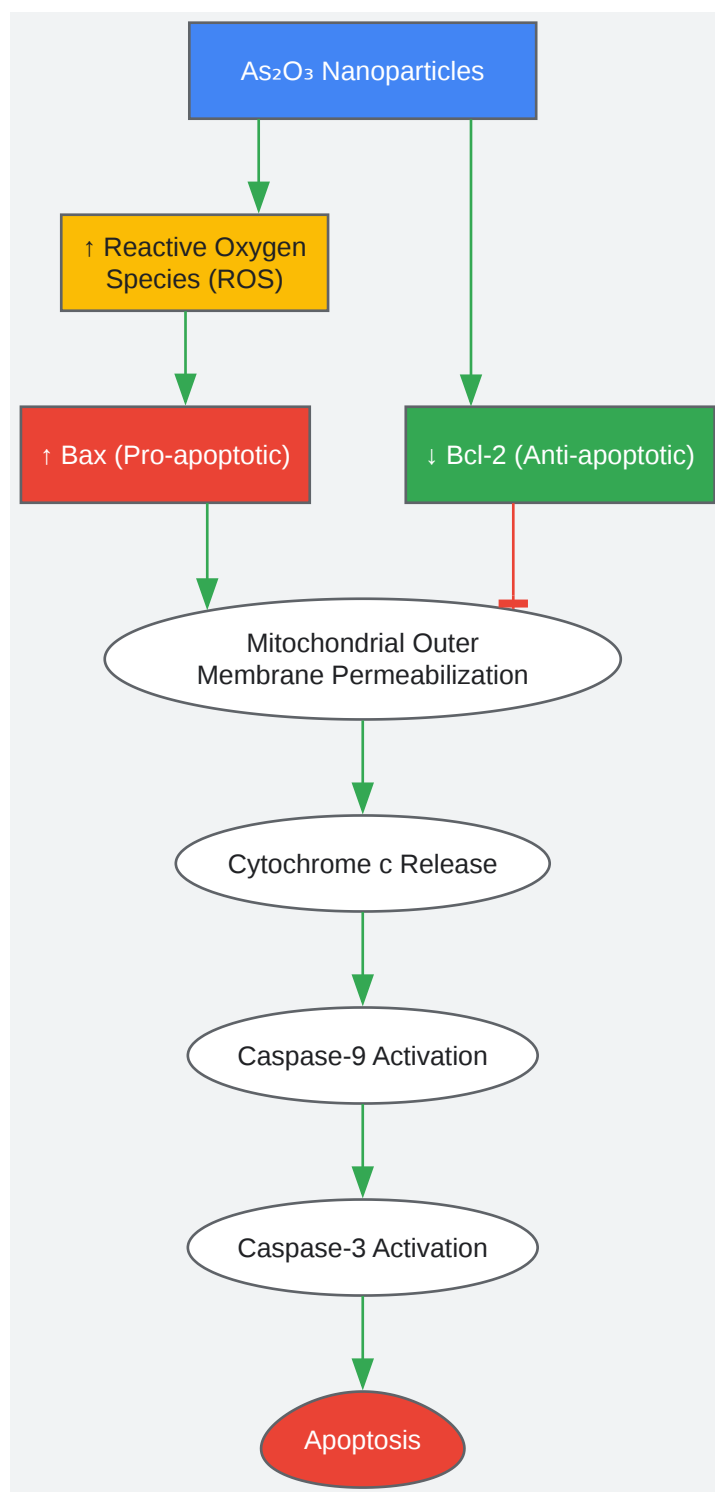 As₂O₃ Nanoparticles
↑ Reactive Oxygen
Species (ROS)
↑ Bax (Pro-apoptotic)
↓ Bcl-2 (Anti-apoptotic)
Mitochondrial Outer
Membrane Permeabilization
Cytochrome c Release
Caspase-9 Activation
Caspase-3 Activation
Apoptosis